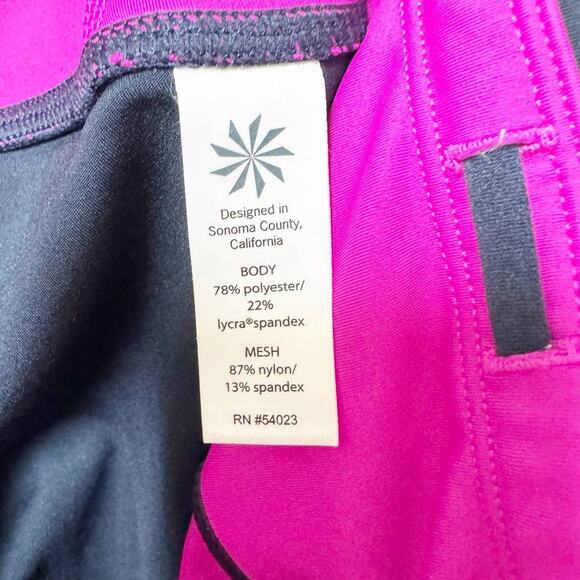 Designed in
Sonoma County,
California
BODY
78% polyester/
22%
lycra®spandex
MESH
87% nylon/
13% spandex
RN #54023